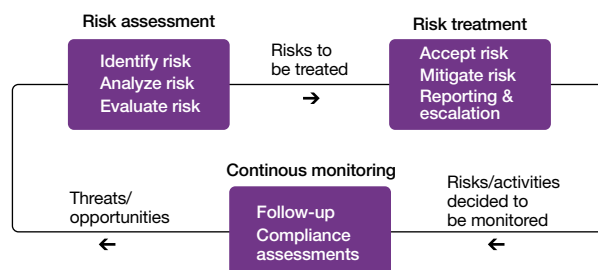 Risk assessment
Identify risk
Analyze risk
Evaluate risk
Risks to
be treated
Risk treatment
Accept risk
Mitigate risk
Reporting &
escalation
Continous monitoring
Follow-up
Compliance
assessments
Risks/activities
decided to
be monitored
Threats/
opportunities